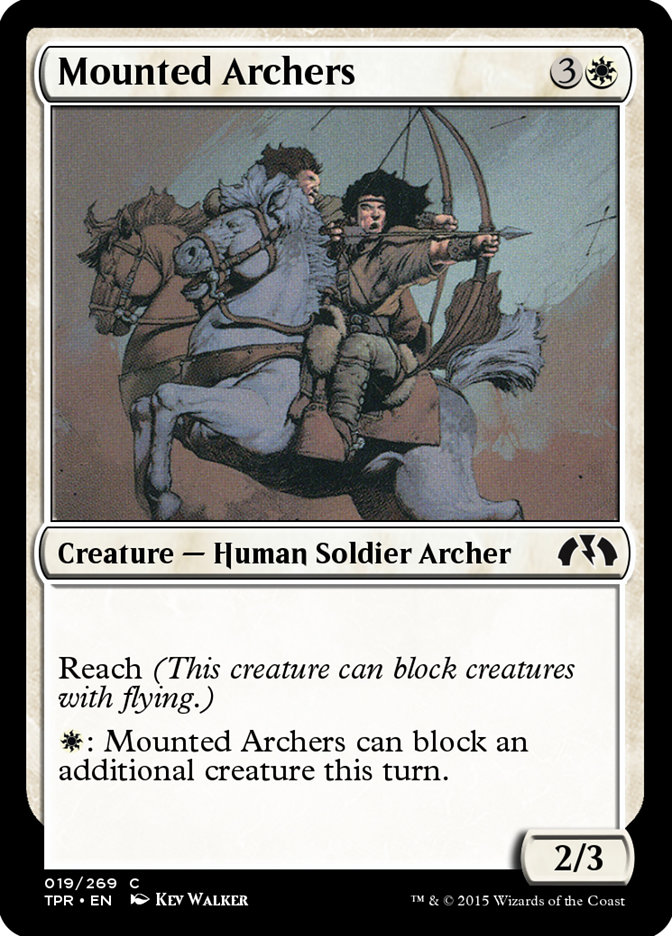 Mounted Archers 3
Creature — Human Soldier Archer
Reach (This creature can block creatures
with flying.)
: Mounted Archers can block an
additional creature this turn.
2/3
019/269 C
TPR • EN Kev Walker
™ & © 2015 Wizards of the Coast